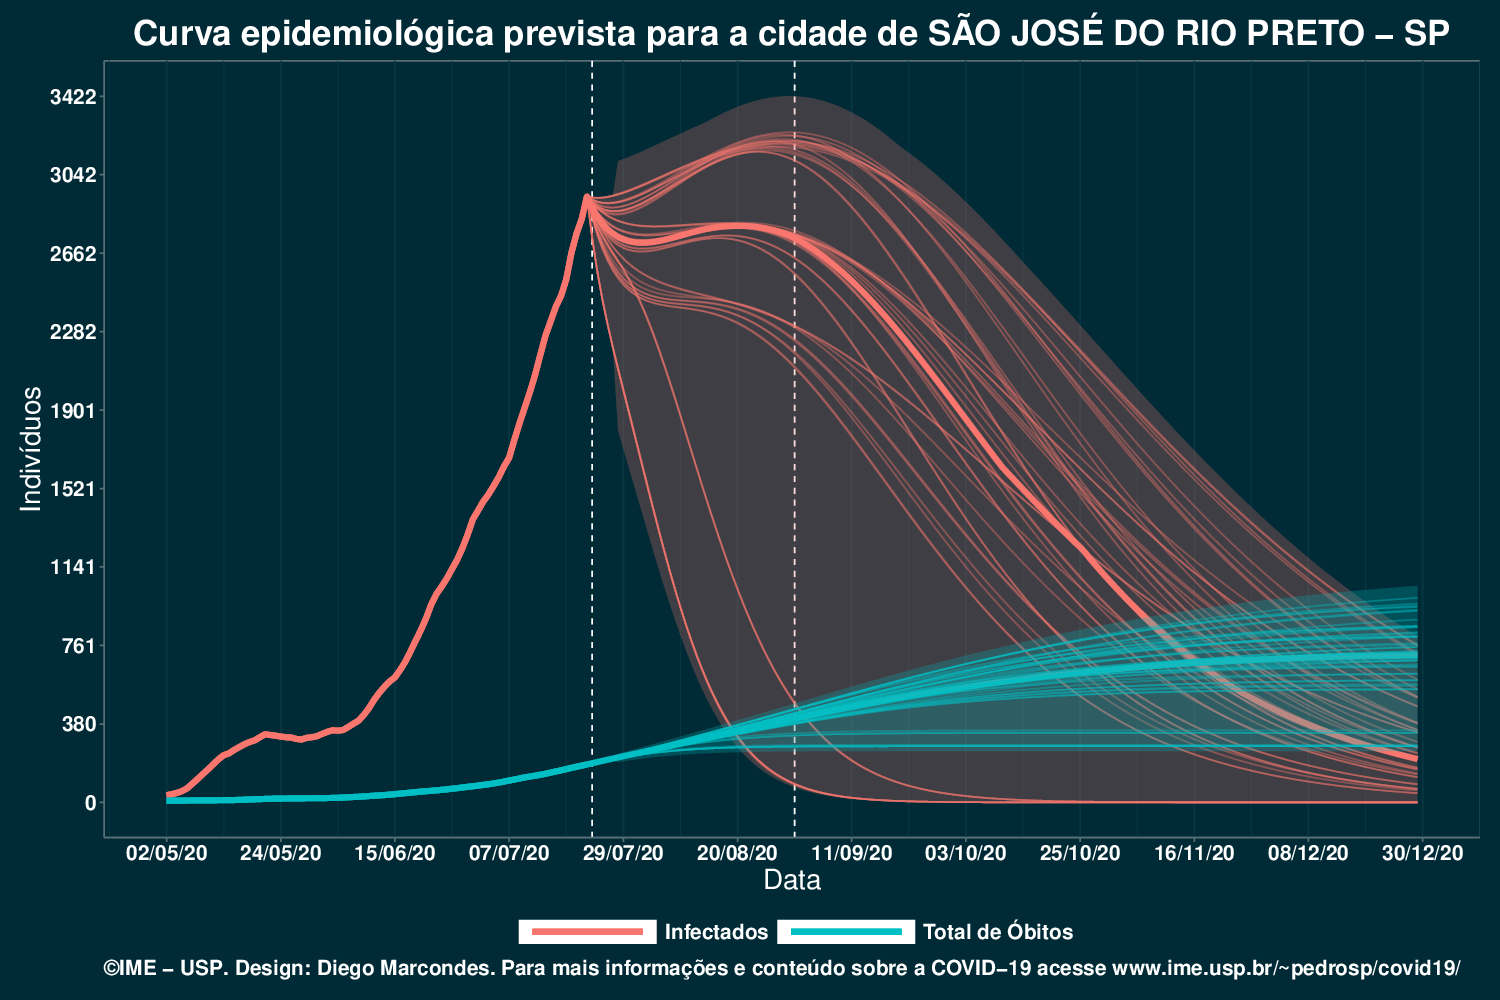 Curva epidemiológica prevista para a cidade de SÃO JOSÉ DO RIO PRETO – SP
Indivíduos
3422
3042
2662
2282
1901
1521
1141
761
380
0
02/05/20 24/05/20 15/06/20 07/07/20 29/07/20 20/08/20 11/09/20 03/10/20 25/10/20 16/11/20 08/12/20 30/12/20
Data
Infectados Total de Óbitos
©IME – USP. Design: Diego Marcondes. Para mais informações e conteúdo sobre a COVID–19 acesse www.ime.usp.br/~pedrosp/covid19/